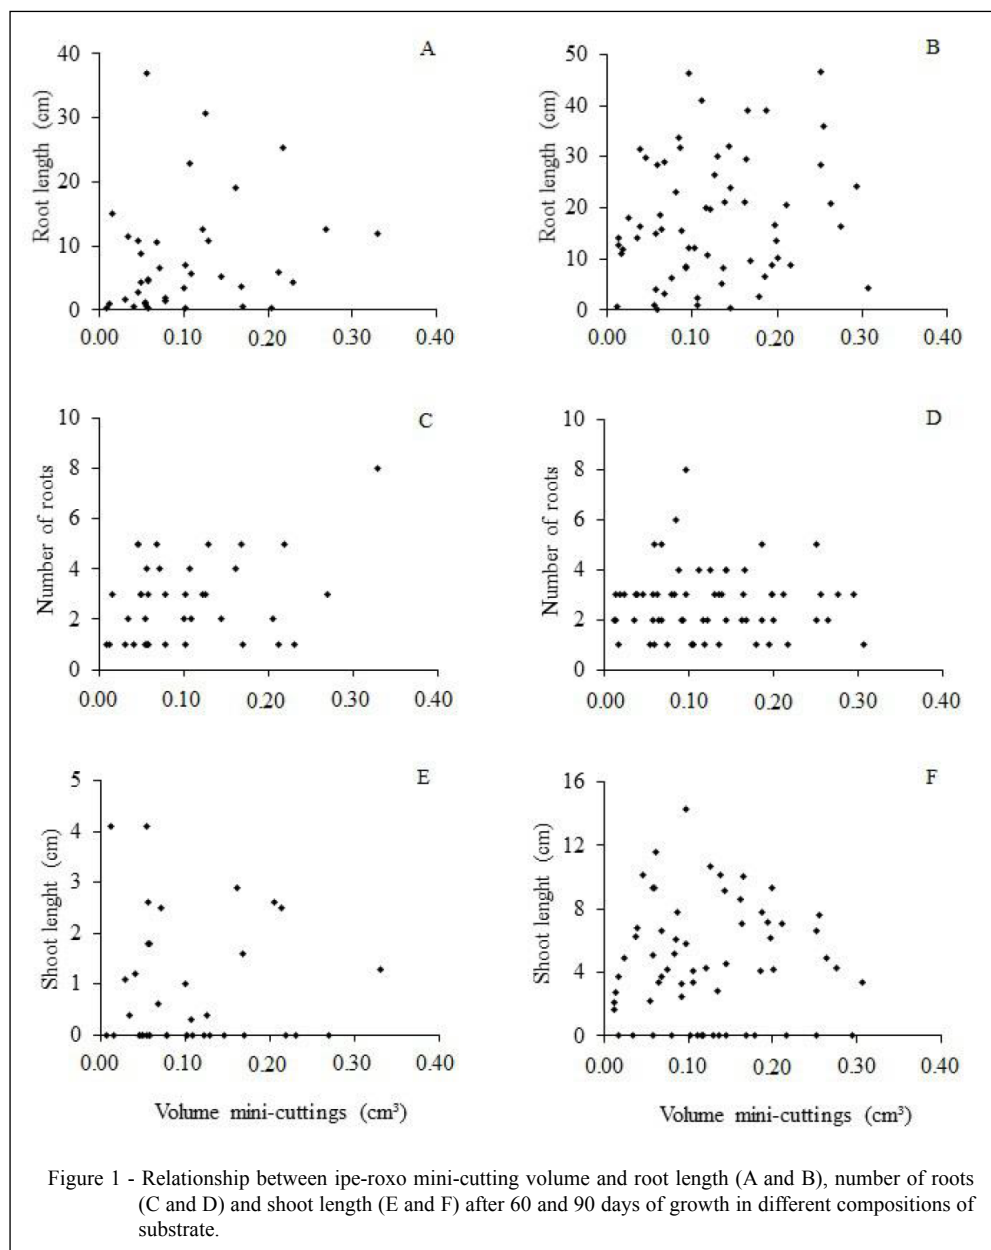 A
40
30
20
10
0
0.00 0.10 0.20 0.30 0.40
Root length (cm)
B
50
40
30
20
10
0
0.00 0.10 0.20 0.30 0.40
Root length (cm)
C
10
8
6
4
2
0
0.00 0.10 0.20 0.30 0.40
Number of roots
D
10
8
6
4
2
0
0.00 0.10 0.20 0.30 0.40
Number of roots
E
5
4
3
2
1
0
0.00 0.10 0.20 0.30 0.40
Shoot lenght (cm)
Volume mini-cuttings (cm³)
F
16
12
8
4
0
0.00 0.10 0.20 0.30 0.40
Shoot lenght (cm)
Volume mini-cuttings (cm³)
Figure 1 - Relationship between ipe-roxo mini-cutting volume and root length (A and B), number of roots
(C and D) and shoot length (E and F) after 60 and 90 days of growth in different compositions of
substrate.